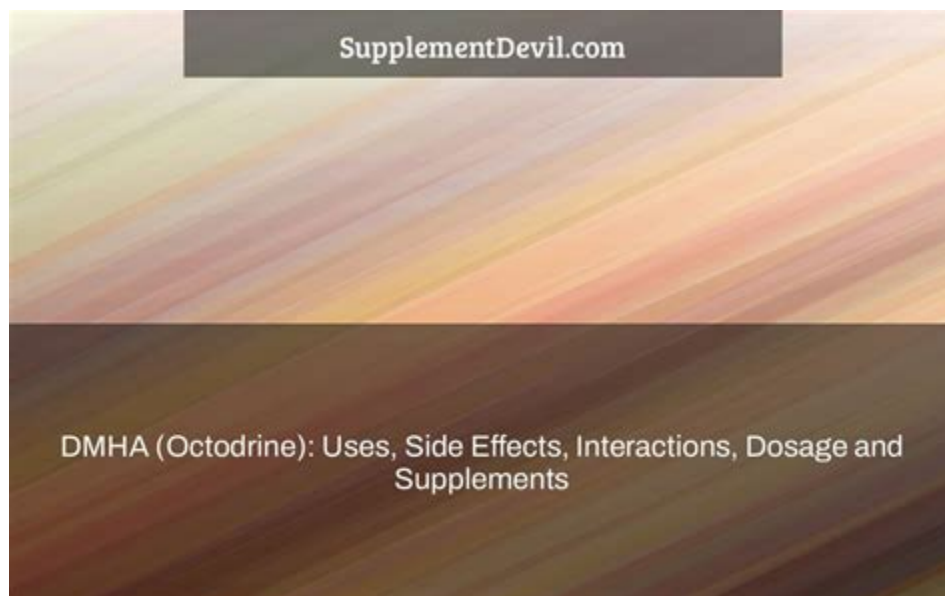 SupplementDevil.com
DMHA (Octodrine): Uses, Side Effects, Interactions, Dosage and
Supplements